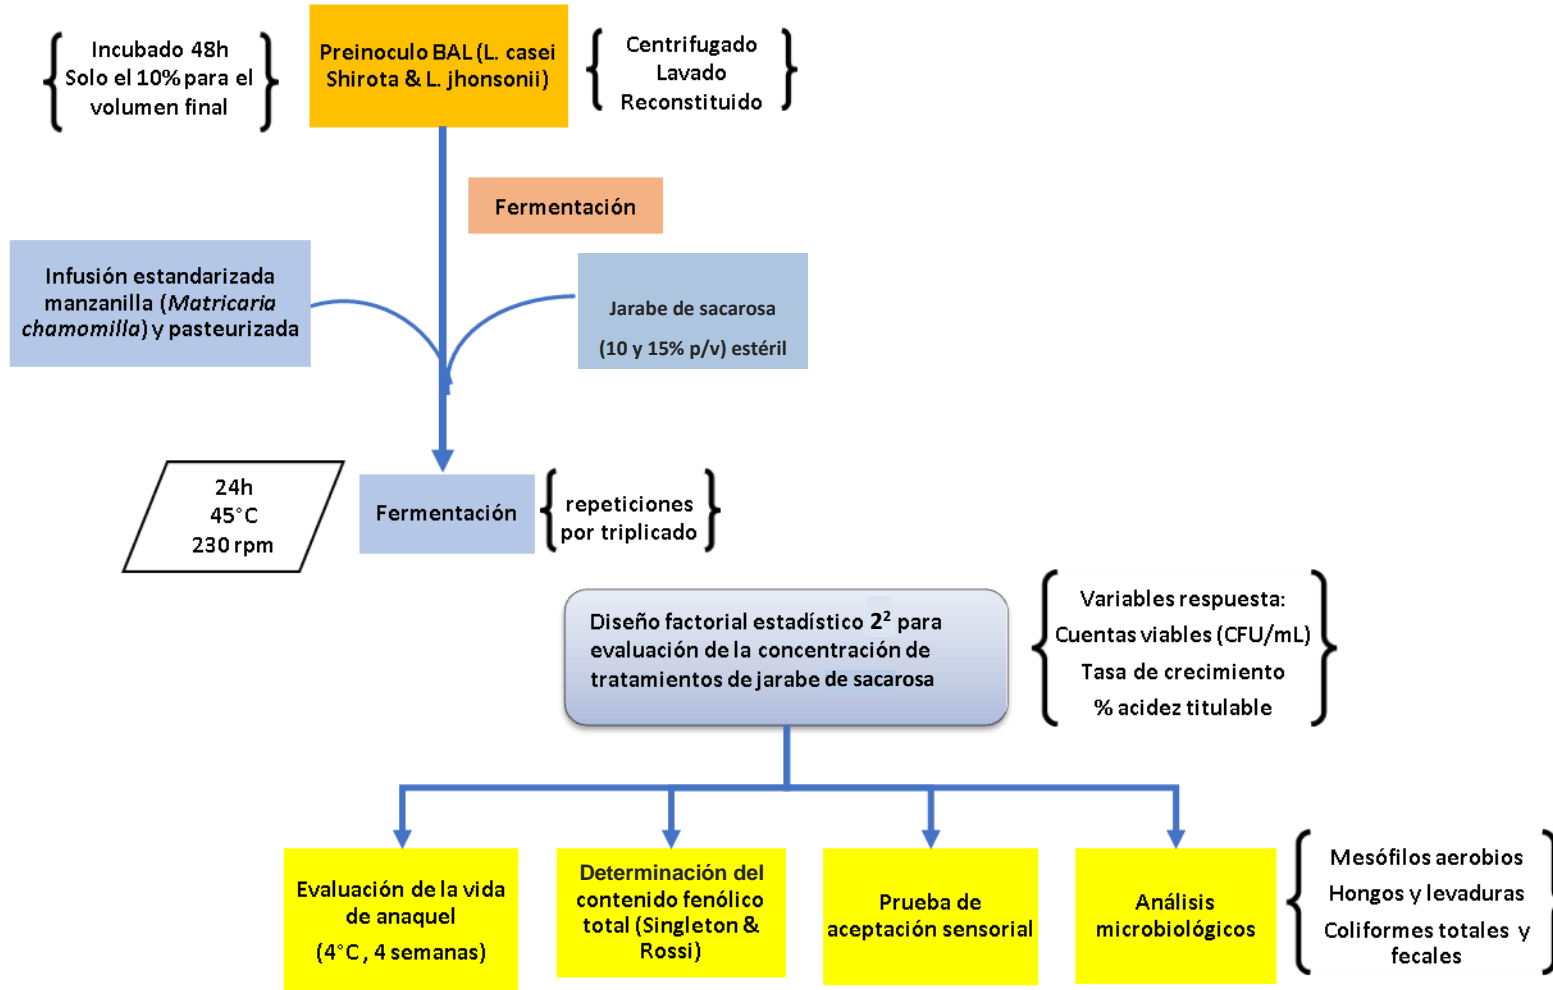 Incubado 48h
Solo el 10% para el
volumen final
Preinoculo BAL (L. casei
Shirota & L. jhonsonii)
Centrifugado
Lavado
Reconstituido
Fermentación
Infusión estandarizada
manzanilla (Matricaria
chamomilla) y pasteurizada
Jarabe de sacarosa
(10 y 15% p/v) estéril
24h
45°C
230 rpm
Fermentación
repeticiones
por triplicado
Diseño factorial estadístico 2² para
evaluación de la concentración de
tratamientos de jarabe de sacarosa
Variables respuesta:
Cuentas viables (CFU/mL)
Tasa de crecimiento
% acidez titulable
Evaluación de la vida
de anaquel
(4°C , 4 semanas)
Determinación del
contenido fenólico
total (Singleton &
Rossi)
Prueba de
aceptación sensorial
Análisis
microbiológicos
Mesófilos aerobios
Hongos y levaduras
Coliformes totales y
fecales